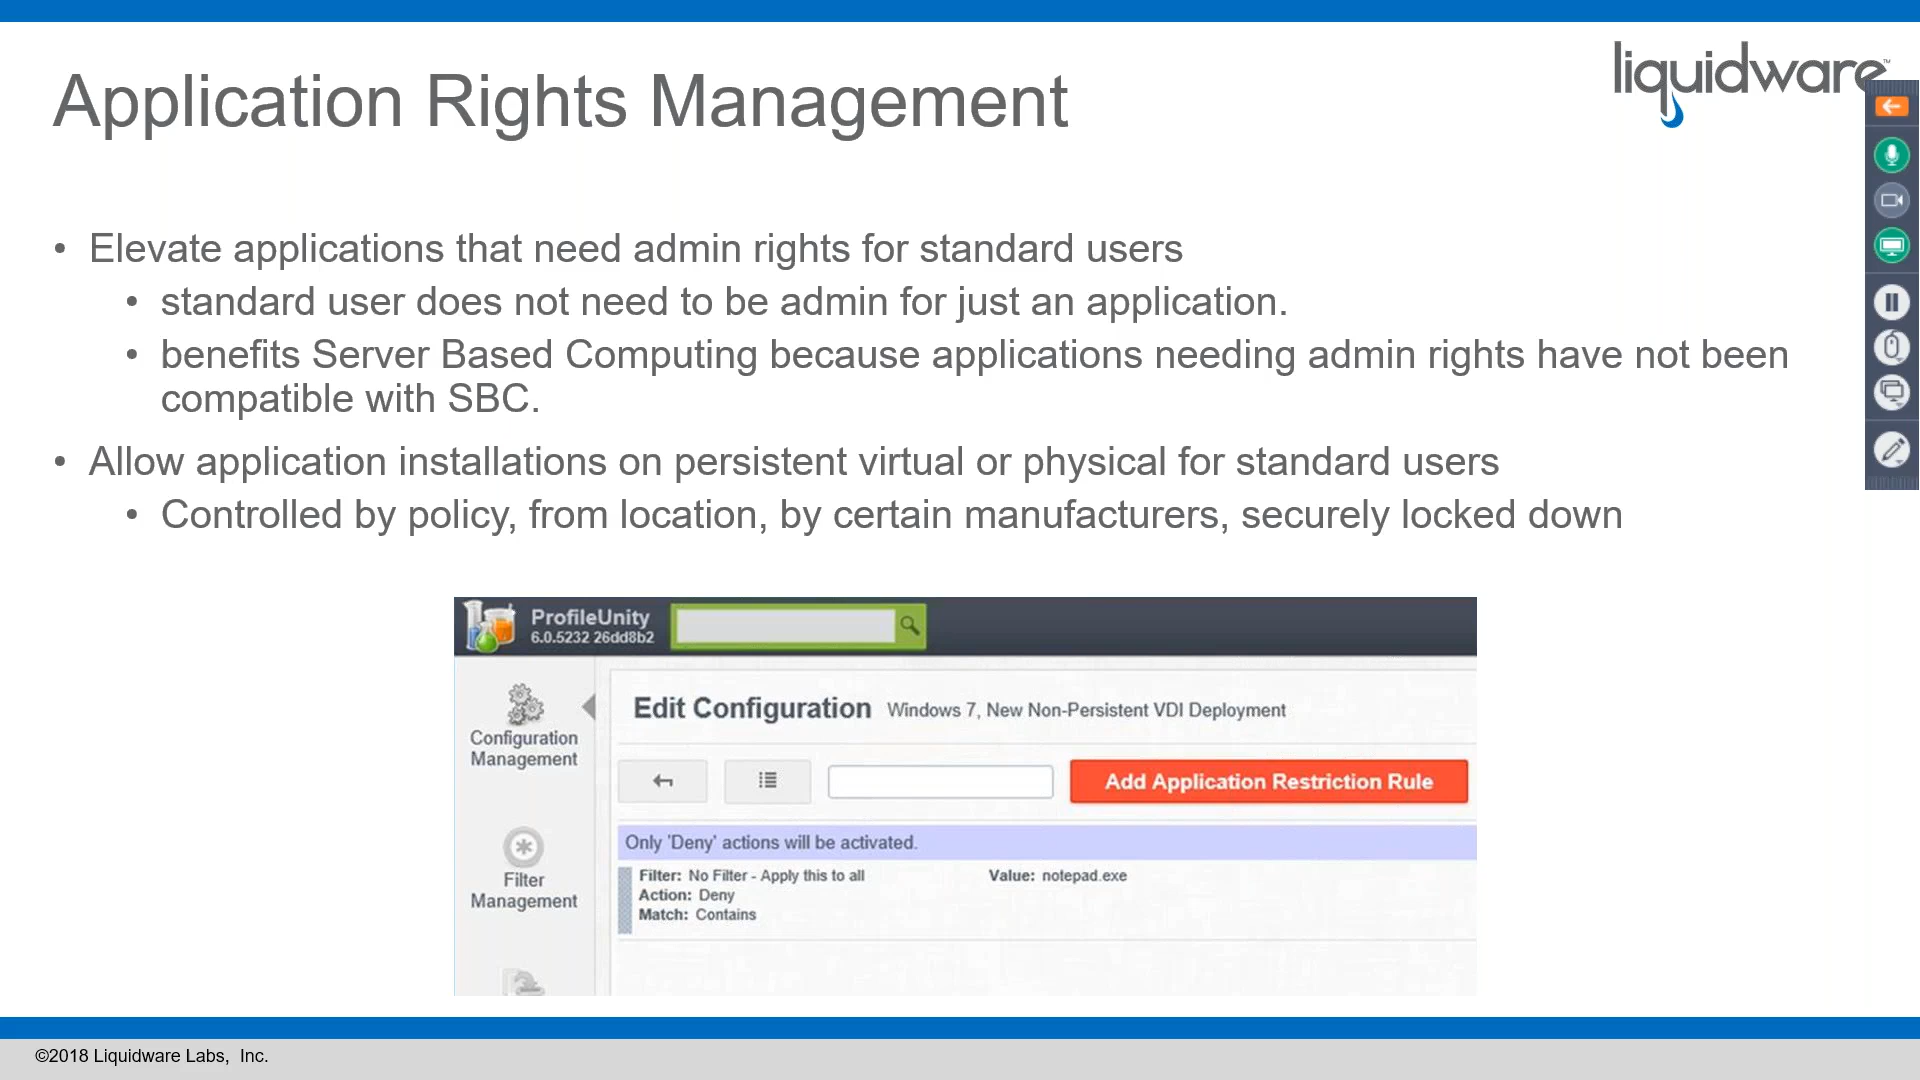 liquidware™
Application Rights Management
• Elevate applications that need admin rights for standard users
• standard user does not need to be admin for just an application.
• benefits Server Based Computing because applications needing admin rights have not been
compatible with SBC.
• Allow application installations on persistent virtual or physical for standard users
• Controlled by policy, from location, by certain manufacturers, securely locked down
ProfileUnity
6.0.5232 26dd8b2
Edit Configuration Windows 7, New Non-Persistent VDI Deployment
Configuration
Management
Add Application Restriction Rule
Only 'Deny' actions will be activated.
Filter: No Filter - Apply this to all Value: notepad.exe
Action: Deny
Match: Contains
Filter
Management
©2018 Liquidware Labs, Inc.